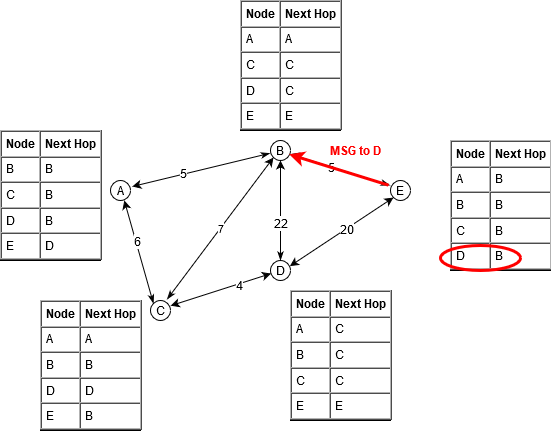 Node Next Hop
A A
C C
D C
E E
MSG to D
Node Next Hop
B B
C B
D B
E D
Node Next Hop
A B
B B
C B
D B
B
A
E
C
D
5
5
7
22
20
6
4
Node Next Hop
A A
B B
D D
E B
Node Next Hop
A C
B C
C C
E E